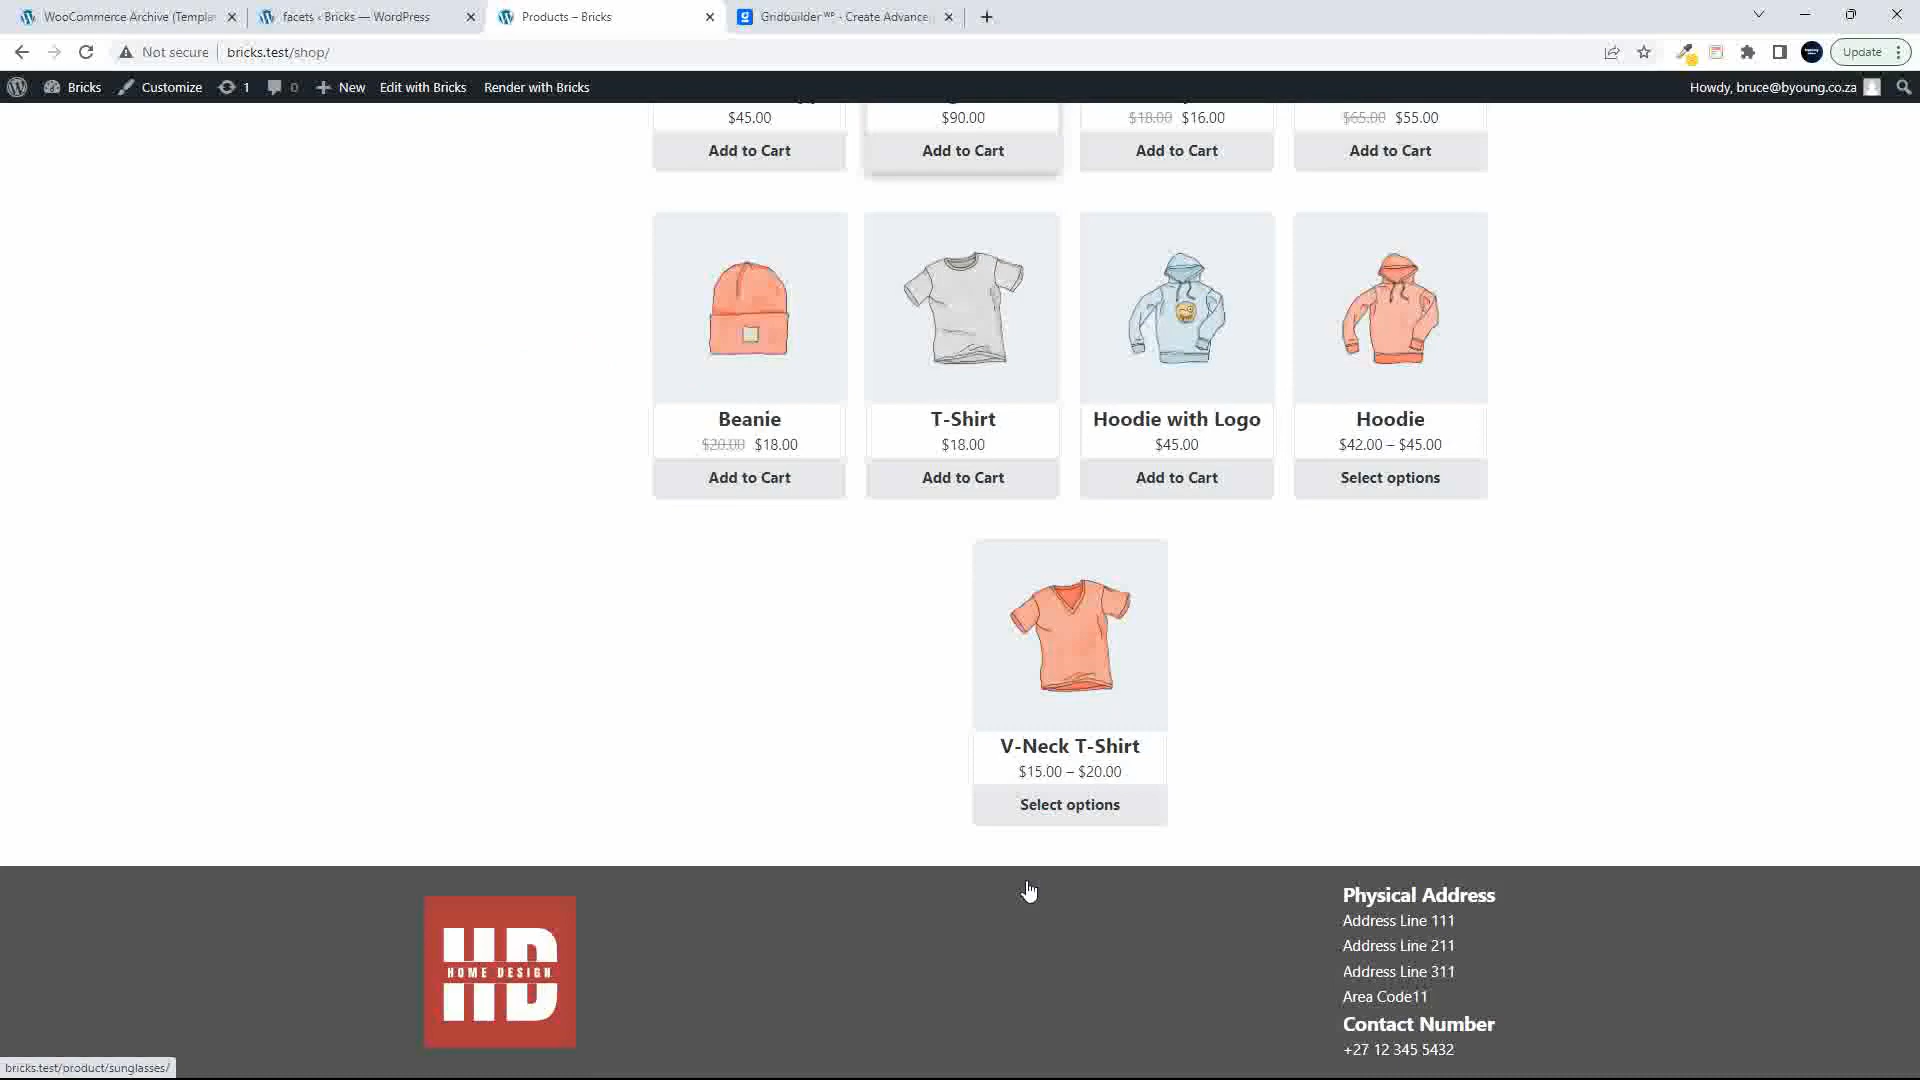 WooCommerce Archive (Templat
facets ‹ Bricks — WordPress
Products – Bricks
Gridbuilder ᵂᴾ - Create Advance
Not secure
bricks.test/shop/
Update
Bricks
Customize
1
0
New
Edit with Bricks
Render with Bricks
Howdy, bruce@byoung.co.za
$45.00
$90.00
$18.00 $16.00
$65.00 $55.00
Add to Cart
Add to Cart
Add to Cart
Add to Cart
Beanie
T-Shirt
Hoodie with Logo
Hoodie
$20.00 $18.00
$18.00
$45.00
$42.00 – $45.00
Add to Cart
Add to Cart
Add to Cart
Select options
V-Neck T-Shirt
$15.00 – $20.00
Select options
HD
HOME DESIGN
Physical Address
Address Line 111
Address Line 211
Address Line 311
Area Code11
Contact Number
+27 12 345 5432
bricks.test/product/sunglasses/